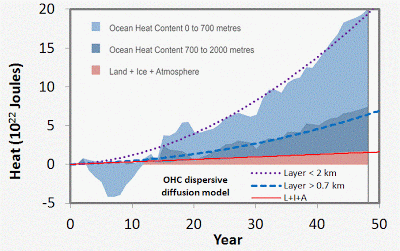 20
15
10
5
0
-5
Heat (10²² Joules)
Ocean Heat Content 0 to 700 metres
Ocean Heat Content 700 to 2000 metres
Land + Ice + Atmosphere
OHC dispersive
diffusion model
Layer < 2 km
Layer > 0.7 km
L+I+A
0 10 20 30 40 50
Year